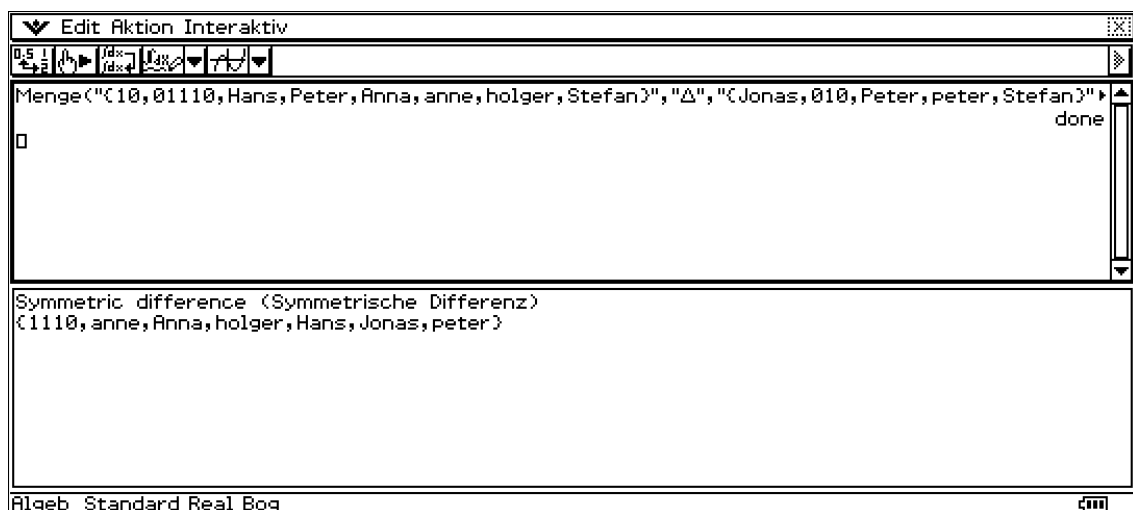 Edit Aktion Interaktiv
Menge("{10,01110,Hans,Peter,Anna,anne,holger,Stefan}","Δ","{Jonas,010,Peter,peter,Stefan}"
done
Symmetric difference (Symmetrische Differenz)
{1110,anne,Anna,holger,Hans,Jonas,peter}
Algeb Standard Real Bog